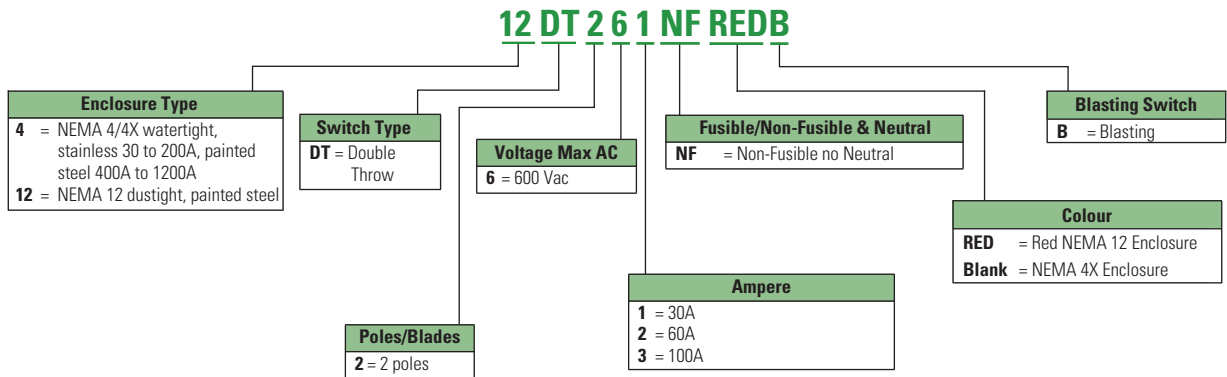 12 DT 2 6 1 NF REDB
Enclosure Type
4 = NEMA 4/4X watertight,
stainless 30 to 200A, painted
steel 400A to 1200A
12 = NEMA 12 dustight, painted steel
Switch Type
DT = Double
Throw
Poles/Blades
2 = 2 poles
Voltage Max AC
6 = 600 Vac
Ampere
1 = 30A
2 = 60A
3 = 100A
Fusible/Non-Fusible & Neutral
NF = Non-Fusible no Neutral
Colour
RED = Red NEMA 12 Enclosure
Blank = NEMA 4X Enclosure
Blasting Switch
B = Blasting